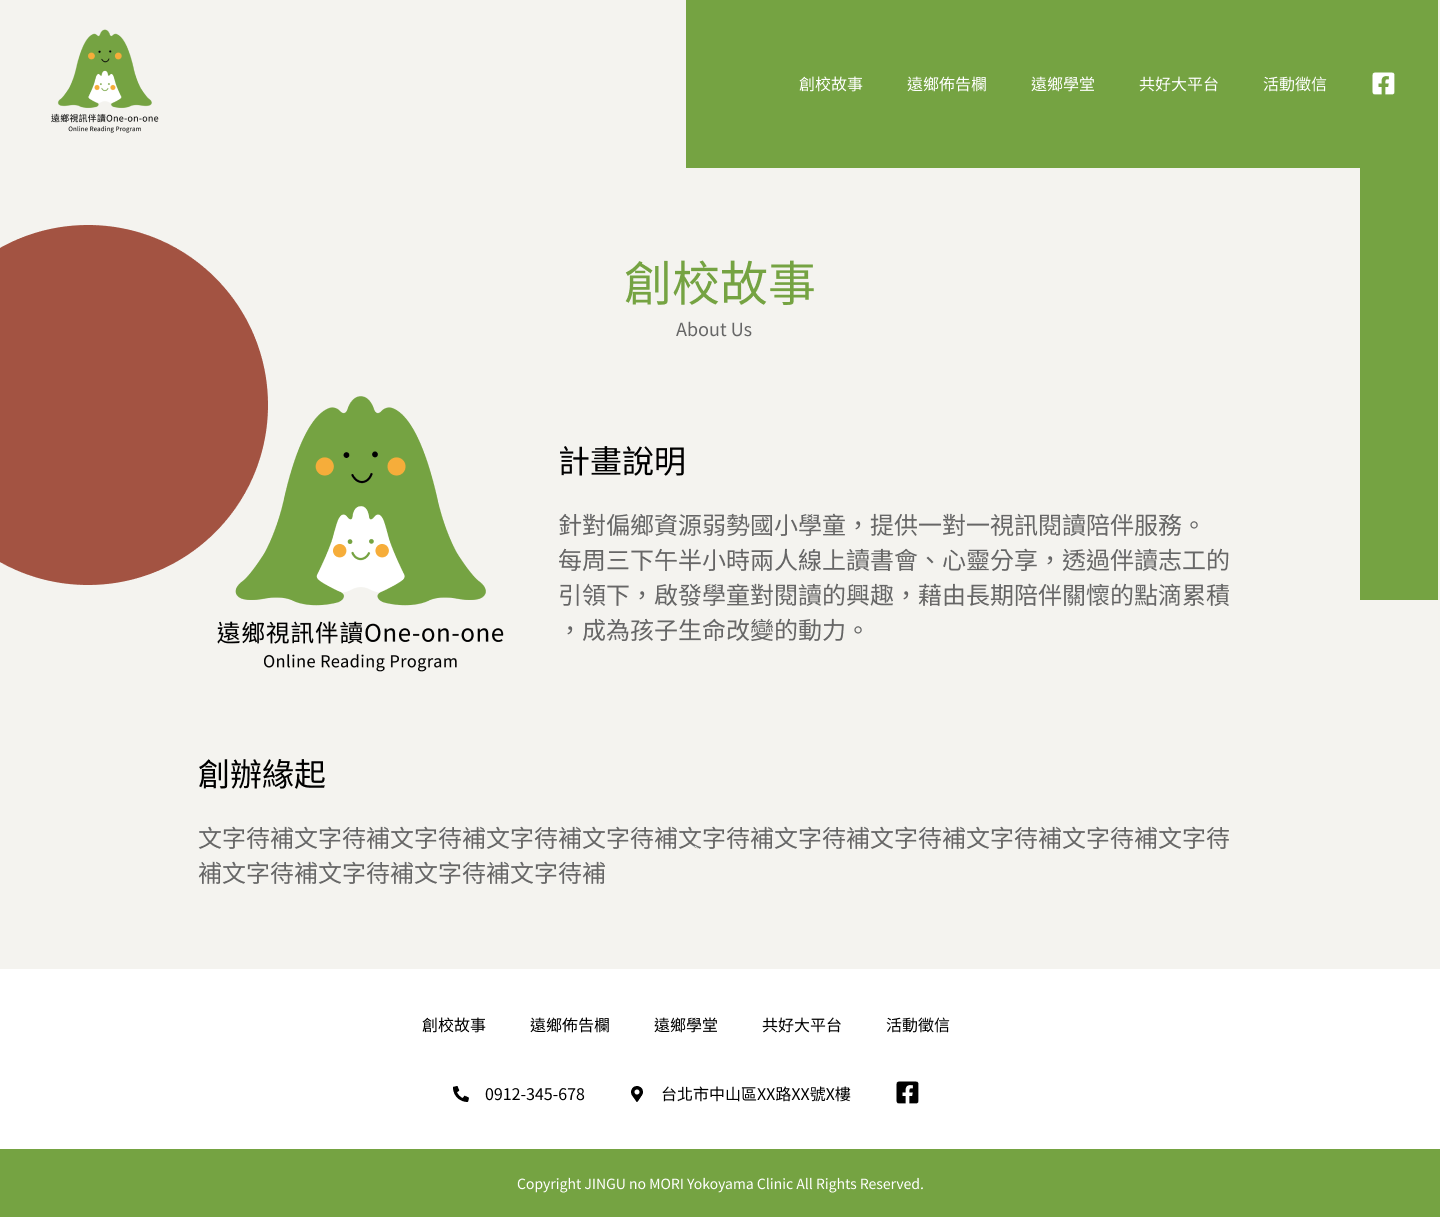 遠鄉視訊伴讀One-on-one
Online Reading Program
創校故事 遠鄉佈告欄 遠鄉學堂 共好大平台 活動徵信
創校故事
About Us
遠鄉視訊伴讀One-on-one
Online Reading Program
計畫說明
針對偏鄉資源弱勢國小學童，提供一對一視訊閱讀陪伴服務。
每周三下午半小時兩人線上讀書會、心靈分享，透過伴讀志工的
引領下，啟發學童對閱讀的興趣，藉由長期陪伴關懷的點滴累積
，成為孩子生命改變的動力。
創辦緣起
文字待補文字待補文字待補文字待補文字待補文字待補文字待補文字待補文字待補文字待補文字待
補文字待補文字待補文字待補文字待補
創校故事 遠鄉佈告欄 遠鄉學堂 共好大平台 活動徵信
0912-345-678 台北市中山區XX路XX號X樓
Copyright JINGU no MORI Yokoyama Clinic All Rights Reserved.